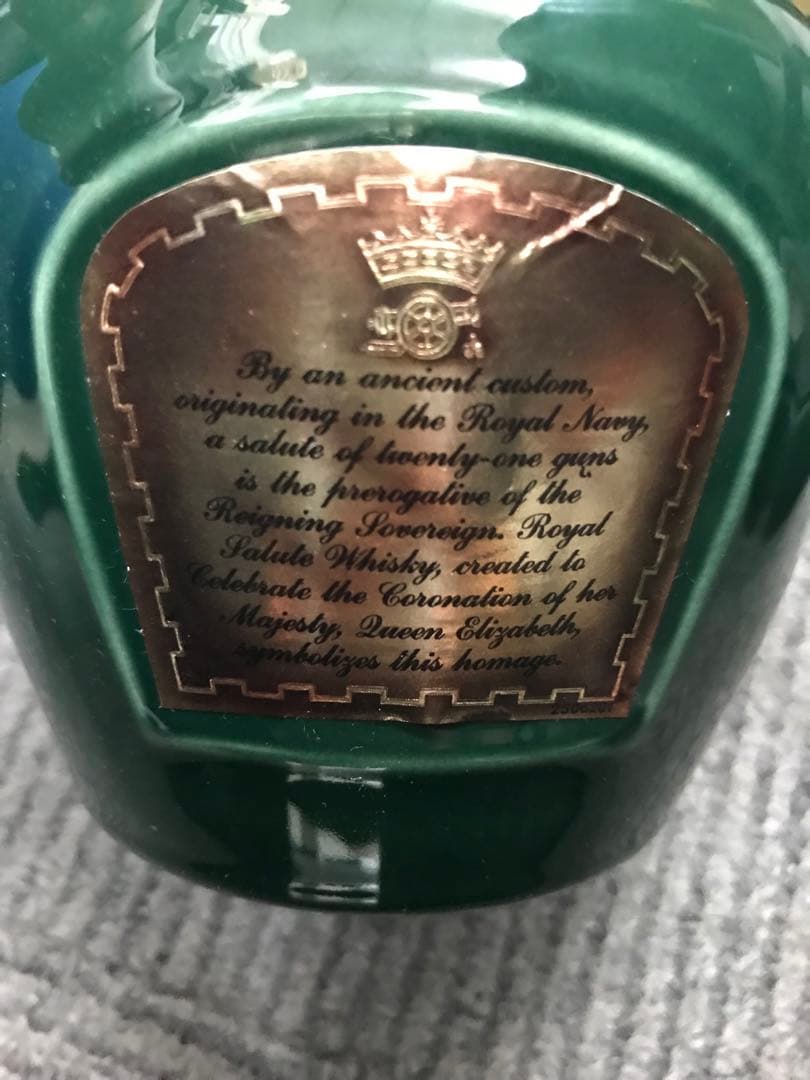 By an ancient custom,
originating in the Royal Navy,
a salute of twenty-one guns
is the prerogative of the
Reigning Sovereign. Royal
Salute Whisky, created to
Celebrate the Coronation of her
Majesty, Queen Elizabeth,
symbolizes this homage.